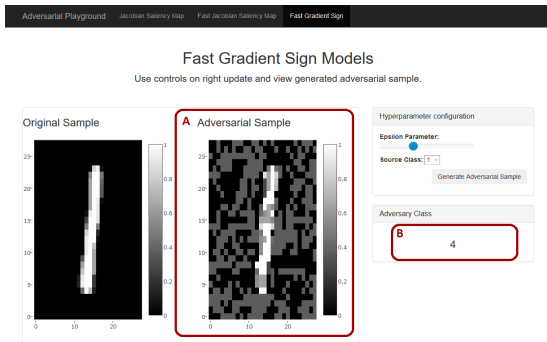 Adversarial Playground Jacobian Saliency Map Fast Jacobian Saliency Map Fast Gradient Sign
Fast Gradient Sign Models
Use controls on right update and view generated adversarial sample.
Original Sample
25
20
15
10
5
0
0 10 20
1
0.8
0.6
0.4
0.2
0
A Adversarial Sample
25
20
15
10
5
0
0 10 20
1
0.8
0.6
0.4
0.2
0
Hyperparameter configuration
Epsilon Parameter:
Source Class: 1
Generate Adversarial Sample
Adversary Class
B
4